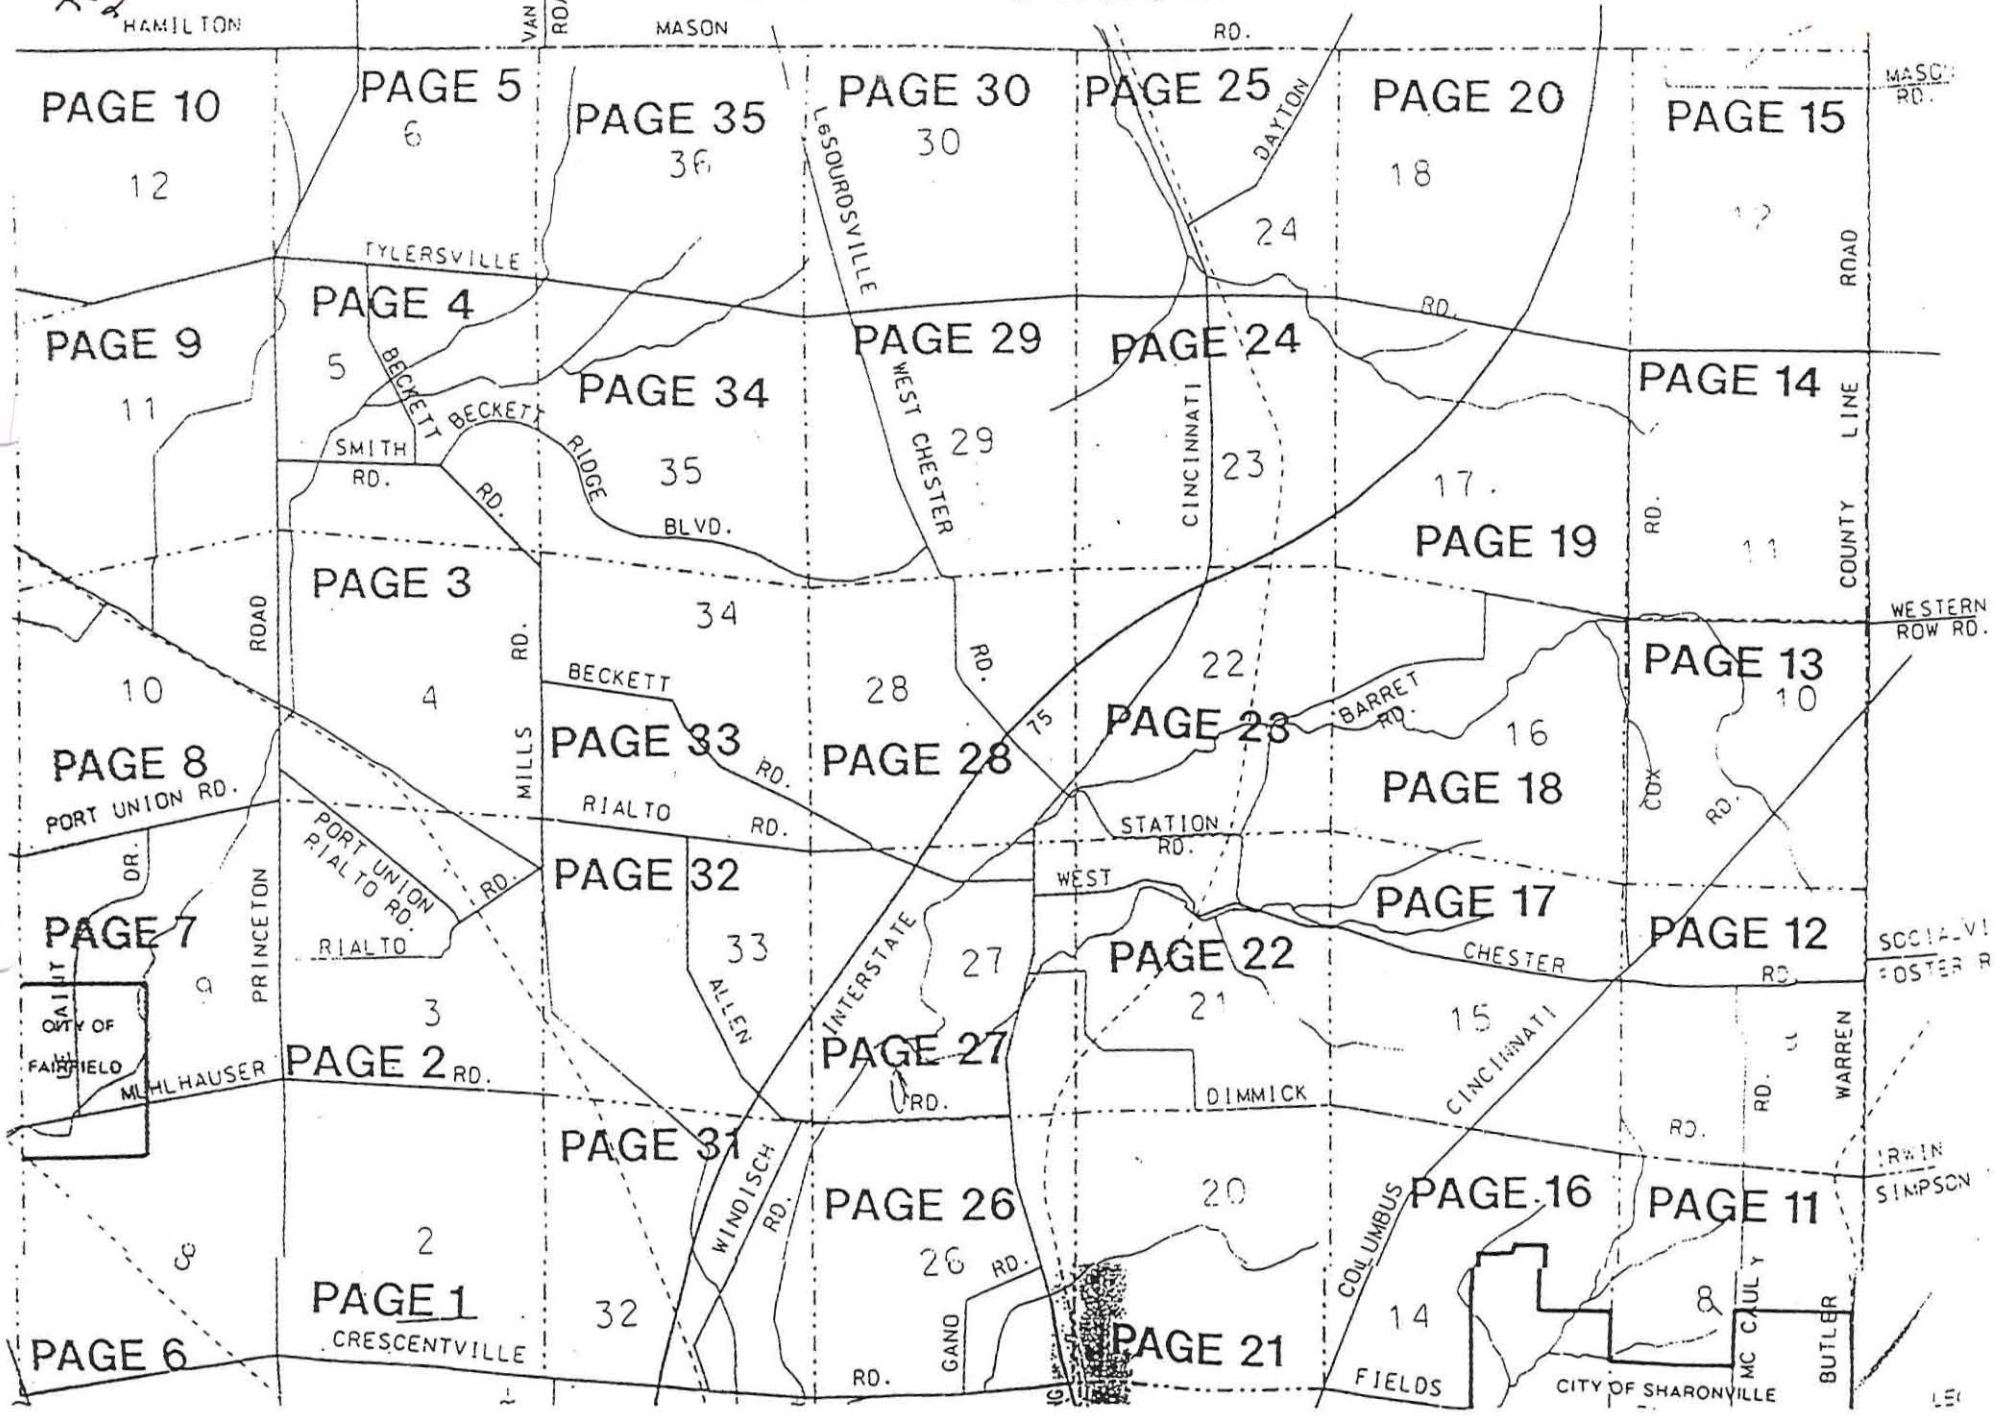 HAMILTON
VAN
ROA
MASON
RD.
MASON
RD.
PAGE 10
12
PAGE 5
6
PAGE 35
36
PAGE 30
30
PAGE 25
24
DAYTON
PAGE 20
18
PAGE 15
12
LESOURDSVILLE
WEST CHESTER
RD.
TYLERSVILLE
RD.
PAGE 9
11
PAGE 4
5
BECKETT
SMITH
RD.
BECKETT
RIDGE
BLVD.
RD.
PAGE 34
35
PAGE 29
29
PAGE 24
23
CINCINNATI
17
PAGE 19
PAGE 14
11
RD.
COUNTY LINE ROAD
WESTERN
ROW RD.
PAGE 3
4
ROAD
RD.
MILLS
34
BECKETT
RD.
PAGE 33
28
PAGE 28
75
22
PAGE 23
BARRET
RD.
16
PAGE 18
PAGE 13
10
COX
RD.
10
PAGE 8
PORT UNION RD.
PORT UNION
RIALTO RD.
RIALTO
RD.
STATION
RD.
DR.
PAGE 7
9
PRINCETON
RIALTO
RD.
3
PAGE 2
RD.
PAGE 32
33
ALLEN
INTERSTATE
27
PAGE 27
RD.
WEST
CHESTER
RD.
PAGE 22
21
PAGE 17
15
CINCINNATI
PAGE 12
FOSTER R
CITY OF
FAIRFIELD
MUHLHAUSER
DIMMICK
RD.
RD.
WARREN
IRWIN
SIMPSON
PAGE 31
WINDISCH
RD.
PAGE 26
26
RD.
GANO
20
COLUMBUS
PAGE 16
PAGE 11
8
2
PAGE 1
CRESCENTVILLE
RD.
32
PAGE 6
8
PAGE 21
14
FIELDS
CITY OF SHARONVILLE
MC CAULY
BUTLER